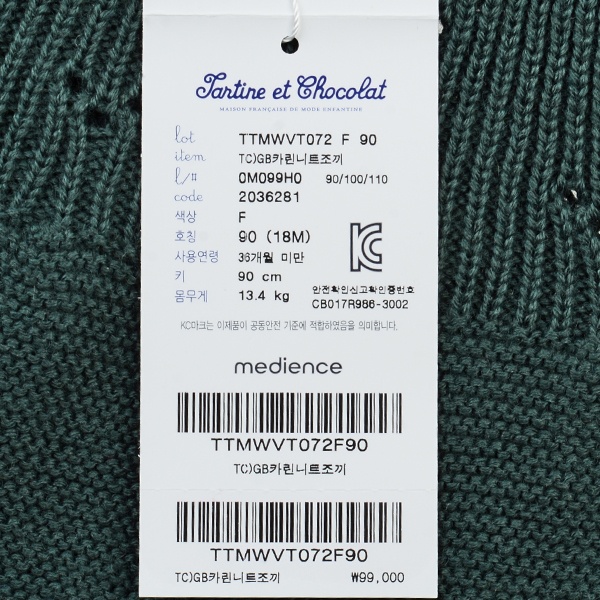 Tartine et Chocolat
MAISON FRANÇAISE DE MODE ENFANTINE
lot TTMWVT072 F 90
item TC)GB카린니트조끼
l/# 0M099H0 90/100/110
code 2036281
색상 F
호칭 90 (18M)
사용연령 36개월 미만
키 90 cm
몸무게 13.4 kg
안전확인신고확인증번호
CB017R986-3002
KC마크는 이제품이 공통안전 기준에 적합하였음을 의미합니다.
medience
TTMWVT072F90
TC)GB카린니트조끼
TTMWVT072F90
TC)GB카린니트조끼 ₩99,000